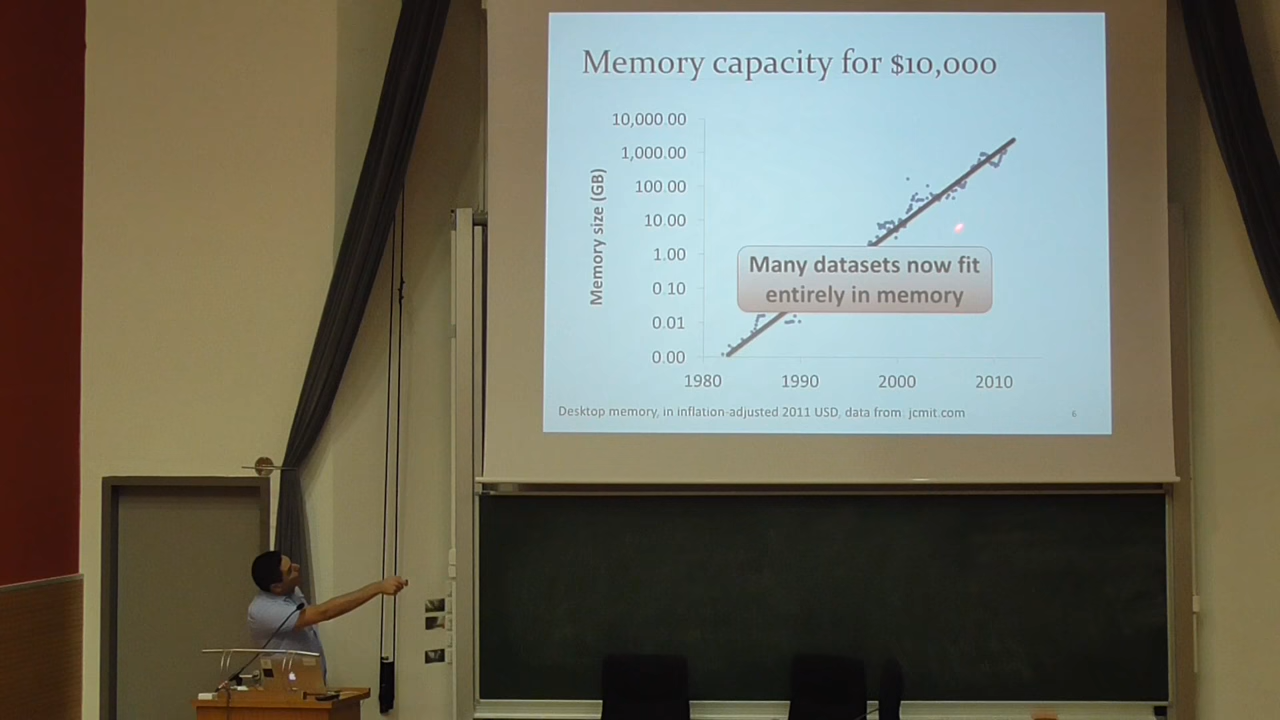 Memory capacity for $10,000
10,000.00
1,000.00
100.00
10.00
1.00
0.10
0.01
0.00
Memory size (GB)
Many datasets now fit
entirely in memory
1980 1990 2000 2010
Desktop memory, in inflation-adjusted 2011 USD, data from jcmit.com
6